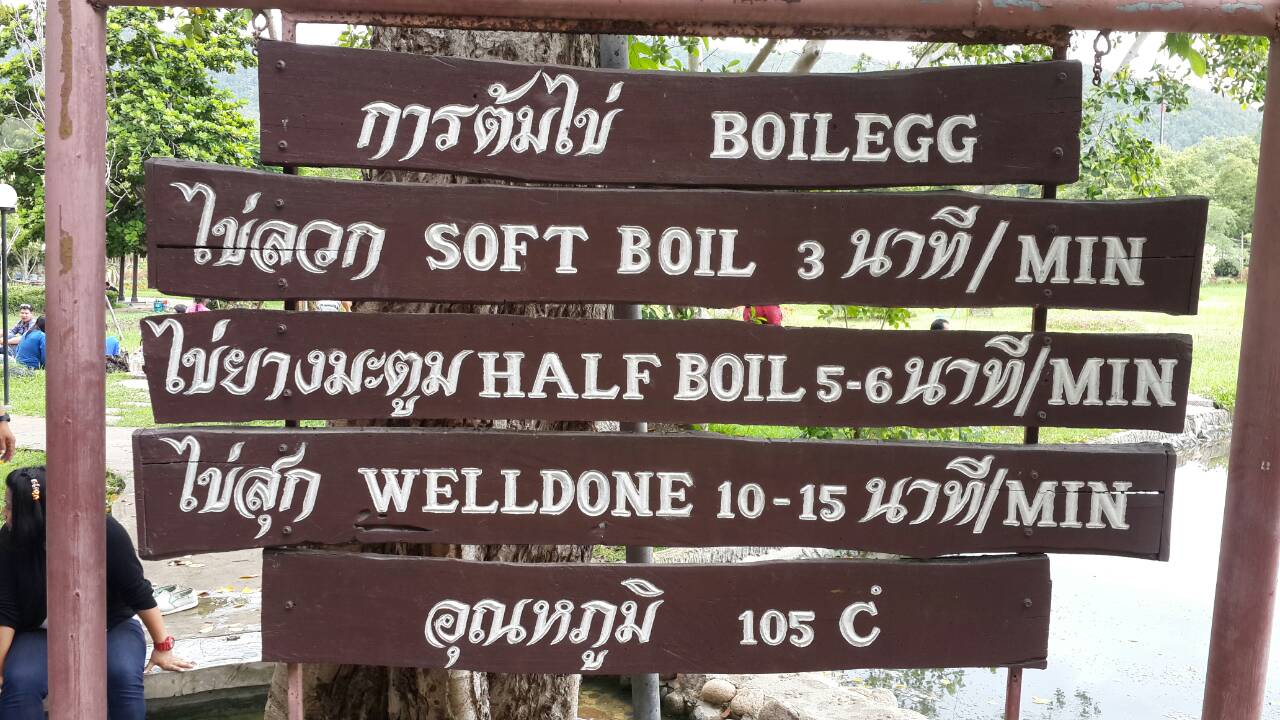 การต้มไข่ BOILEGG
ไข่ลวก SOFT BOIL 3 นาที/MIN
ไข่ยางมะตูม HALF BOIL 5-6 นาที/MIN
ไข่สุก WELLDONE 10-15 นาที/MIN
อุณหภูมิ 105 Ċ